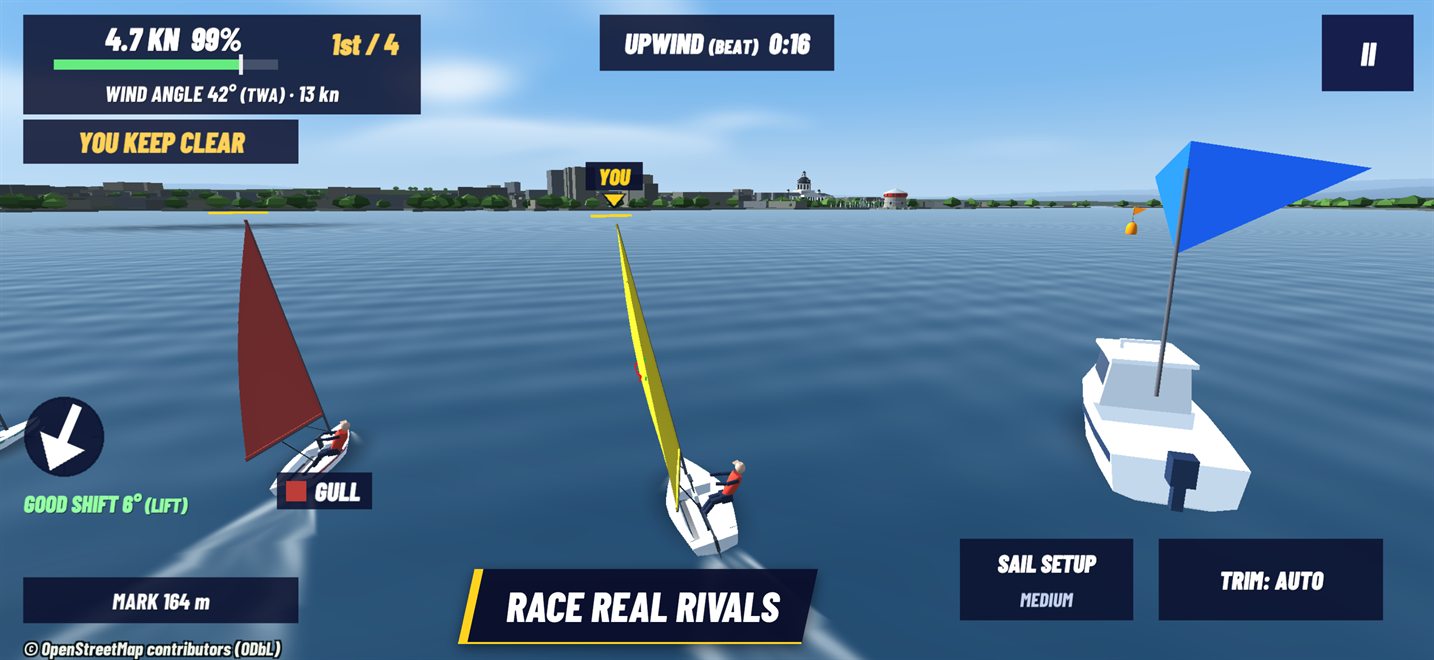 4.7 KN 99%
1st / 4
WIND ANGLE 42° (TWA) · 13 kn
YOU KEEP CLEAR
UPWIND (BEAT) 0:16
YOU
GULL
GOOD SHIFT 6° (LIFT)
MARK 164 m
RACE REAL RIVALS
SAIL SETUP
MEDIUM
TRIM: AUTO
© OpenStreetMap contributors (ODbL)